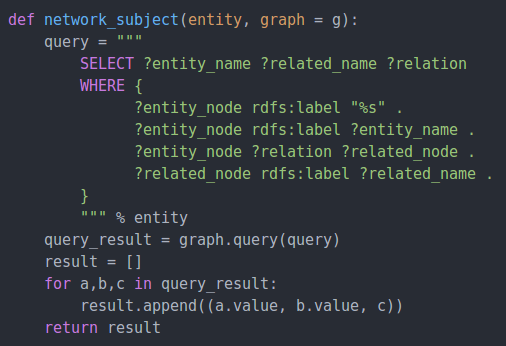 def network_subject(entity, graph = g):
    query = """
        SELECT ?entity_name ?related_name ?relation
        WHERE {
              ?entity_node rdfs:label "%s" .
              ?entity_node rdfs:label ?entity_name .
              ?entity_node ?relation ?related_node .
              ?related_node rdfs:label ?related_name .
        }
        """ % entity
    query_result = graph.query(query)
    result = []
    for a,b,c in query_result:
        result.append((a.value, b.value, c))
    return result